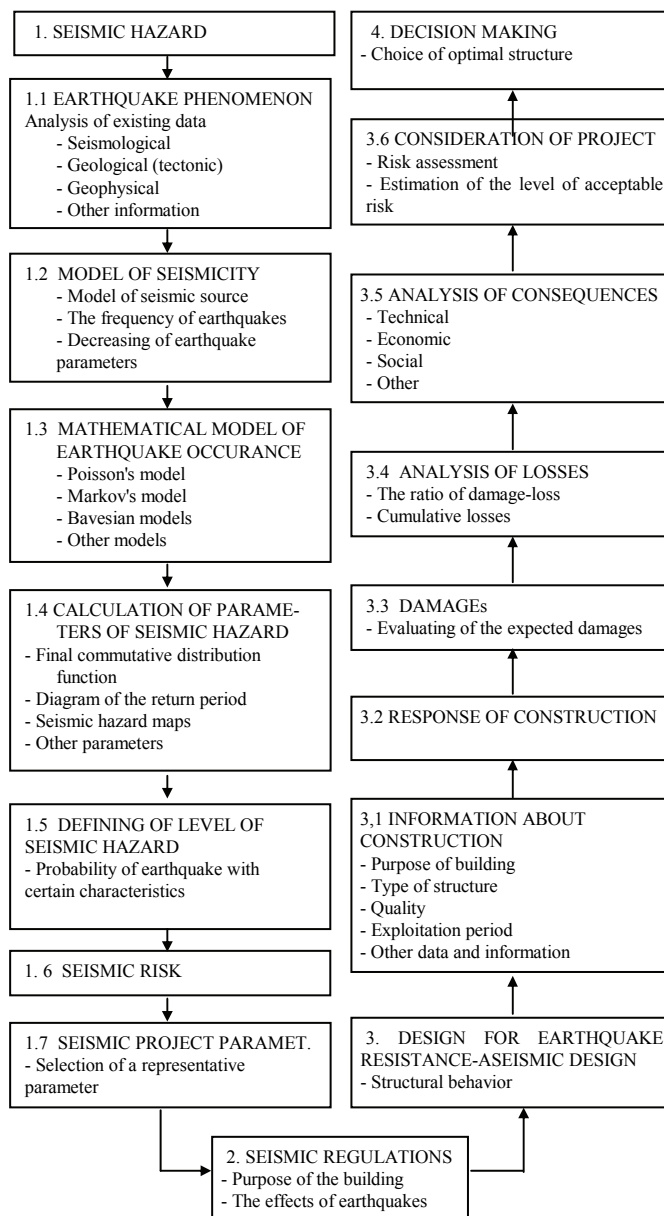 1. SEISMIC HAZARD
1.1 EARTHQUAKE PHENOMENON
Analysis of existing data
- Seismological
- Geological (tectonic)
- Geophysical
- Other information
1.2 MODEL OF SEISMICITY
- Model of seismic source
- The frequency of earthquakes
- Decreasing of earthquake
parameters
1.3 MATHEMATICAL MODEL OF
EARTHQUAKE OCCURANCE
- Poisson's model
- Markov's model
- Bavesian models
- Other models
1.4 CALCULATION OF PARAME-
TERS OF SEISMIC HAZARD
- Final commutative distribution
function
- Diagram of the return period
- Seismic hazard maps
- Other parameters
1.5 DEFINING OF LEVEL OF
SEISMIC HAZARD
- Probability of earthquake with
certain characteristics
1. 6 SEISMIC RISK
1.7 SEISMIC PROJECT PARAMET.
- Selection of a representative
parameter
2. SEISMIC REGULATIONS
- Purpose of the building
- The effects of earthquakes
3. DESIGN FOR EARTHQUAKE
RESISTANCE-ASEISMIC DESIGN
- Structural behavior
3,1 INFORMATION ABOUT
CONSTRUCTION
- Purpose of building
- Type of structure
- Quality
- Exploitation period
- Other data and information
3.2 RESPONSE OF CONSTRUCTION
3.3 DAMAGEs
- Evaluating of the expected damages
3.4 ANALYSIS OF LOSSES
- The ratio of damage-loss
- Cumulative losses
3.5 ANALYSIS OF CONSEQUENCES
- Technical
- Economic
- Social
- Other
3.6 CONSIDERATION OF PROJECT
- Risk assessment
- Estimation of the level of acceptable
risk
4. DECISION MAKING
- Choice of optimal structure